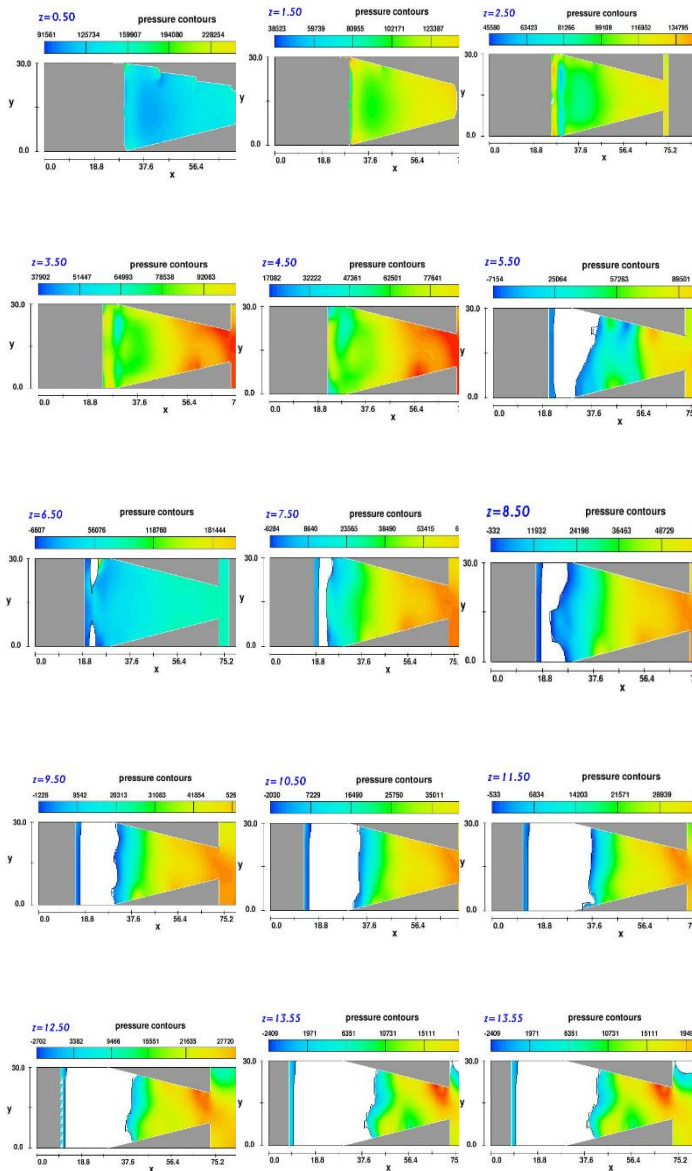 z=0.50
pressure contours
91561 125734 159907 194080 228254
30.0
y
0.0
0.0 18.8 37.6 56.4
x
z=1.50
pressure contours
38523 59739 80955 102171 123387
30.0
y
0.0
0.0 18.8 37.6 56.4 75
x
z=2.50
pressure contours
45580 63423 81266 99109 116952 134795
30.0
y
0.0
0.0 18.8 37.6 56.4 75.2
x
z=3.50
pressure contours
37902 51447 64993 78538 92083
30.0
y
0.0
0.0 18.8 37.6 56.4 7
x
z=4.50
pressure contours
17082 32222 47361 62501 77641
30.0
y
0.0
0.0 18.8 37.6 56.4 75
x
z=5.50
pressure contours
-7154 25064 57283 89501
30.0
y
0.0
0.0 18.8 37.6 56.4 75
x
z=6.50
pressure contours
-6607 56076 118760 181444
30.0
y
0.0
0.0 18.8 37.6 56.4 75.2
x
z=7.50
pressure contours
-6284 8640 23565 38490 53415 6
30.0
y
0.0
0.0 18.8 37.6 56.4 75.
x
z=8.50
pressure contours
-332 11932 24198 36463 48729
30.0
y
0.0
0.0 18.8 37.6 56.4 75
x
z=9.50
pressure contours
-1228 9542 20313 31083 41854 526
30.0
y
0.0
0.0 18.8 37.6 56.4 75.2
x
z=10.50
pressure contours
-2030 7229 16490 25750 35011
30.0
y
0.0
0.0 18.8 37.6 56.4 75
x
z=11.50
pressure contours
-533 6834 14203 21571 28939
30.0
y
0.0
0.0 18.8 37.6 56.4 75
x
z=12.50
pressure contours
-2702 3382 9466 15551 21635 27720
30.0
y
0.0
0.0 18.8 37.6 56.4 75.2
x
z=13.55
pressure contours
-2409 1971 6351 10731 15111
30.0
y
0.0
0.0 18.8 37.6 56.4 75
x
z=13.55
pressure contours
-2409 1971 6351 10731 15111 1949
30.0
y
0.0
0.0 18.8 37.6 56.4 75.2
x